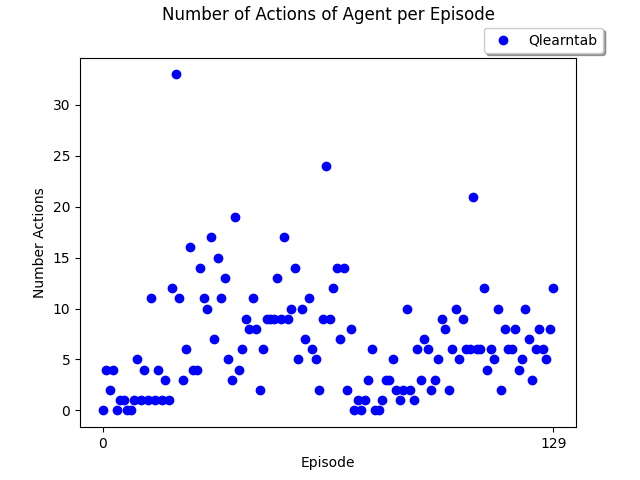 Number of Actions of Agent per Episode
Qlearntab
30
25
20
15
10
5
0
Number Actions
0
129
Episode